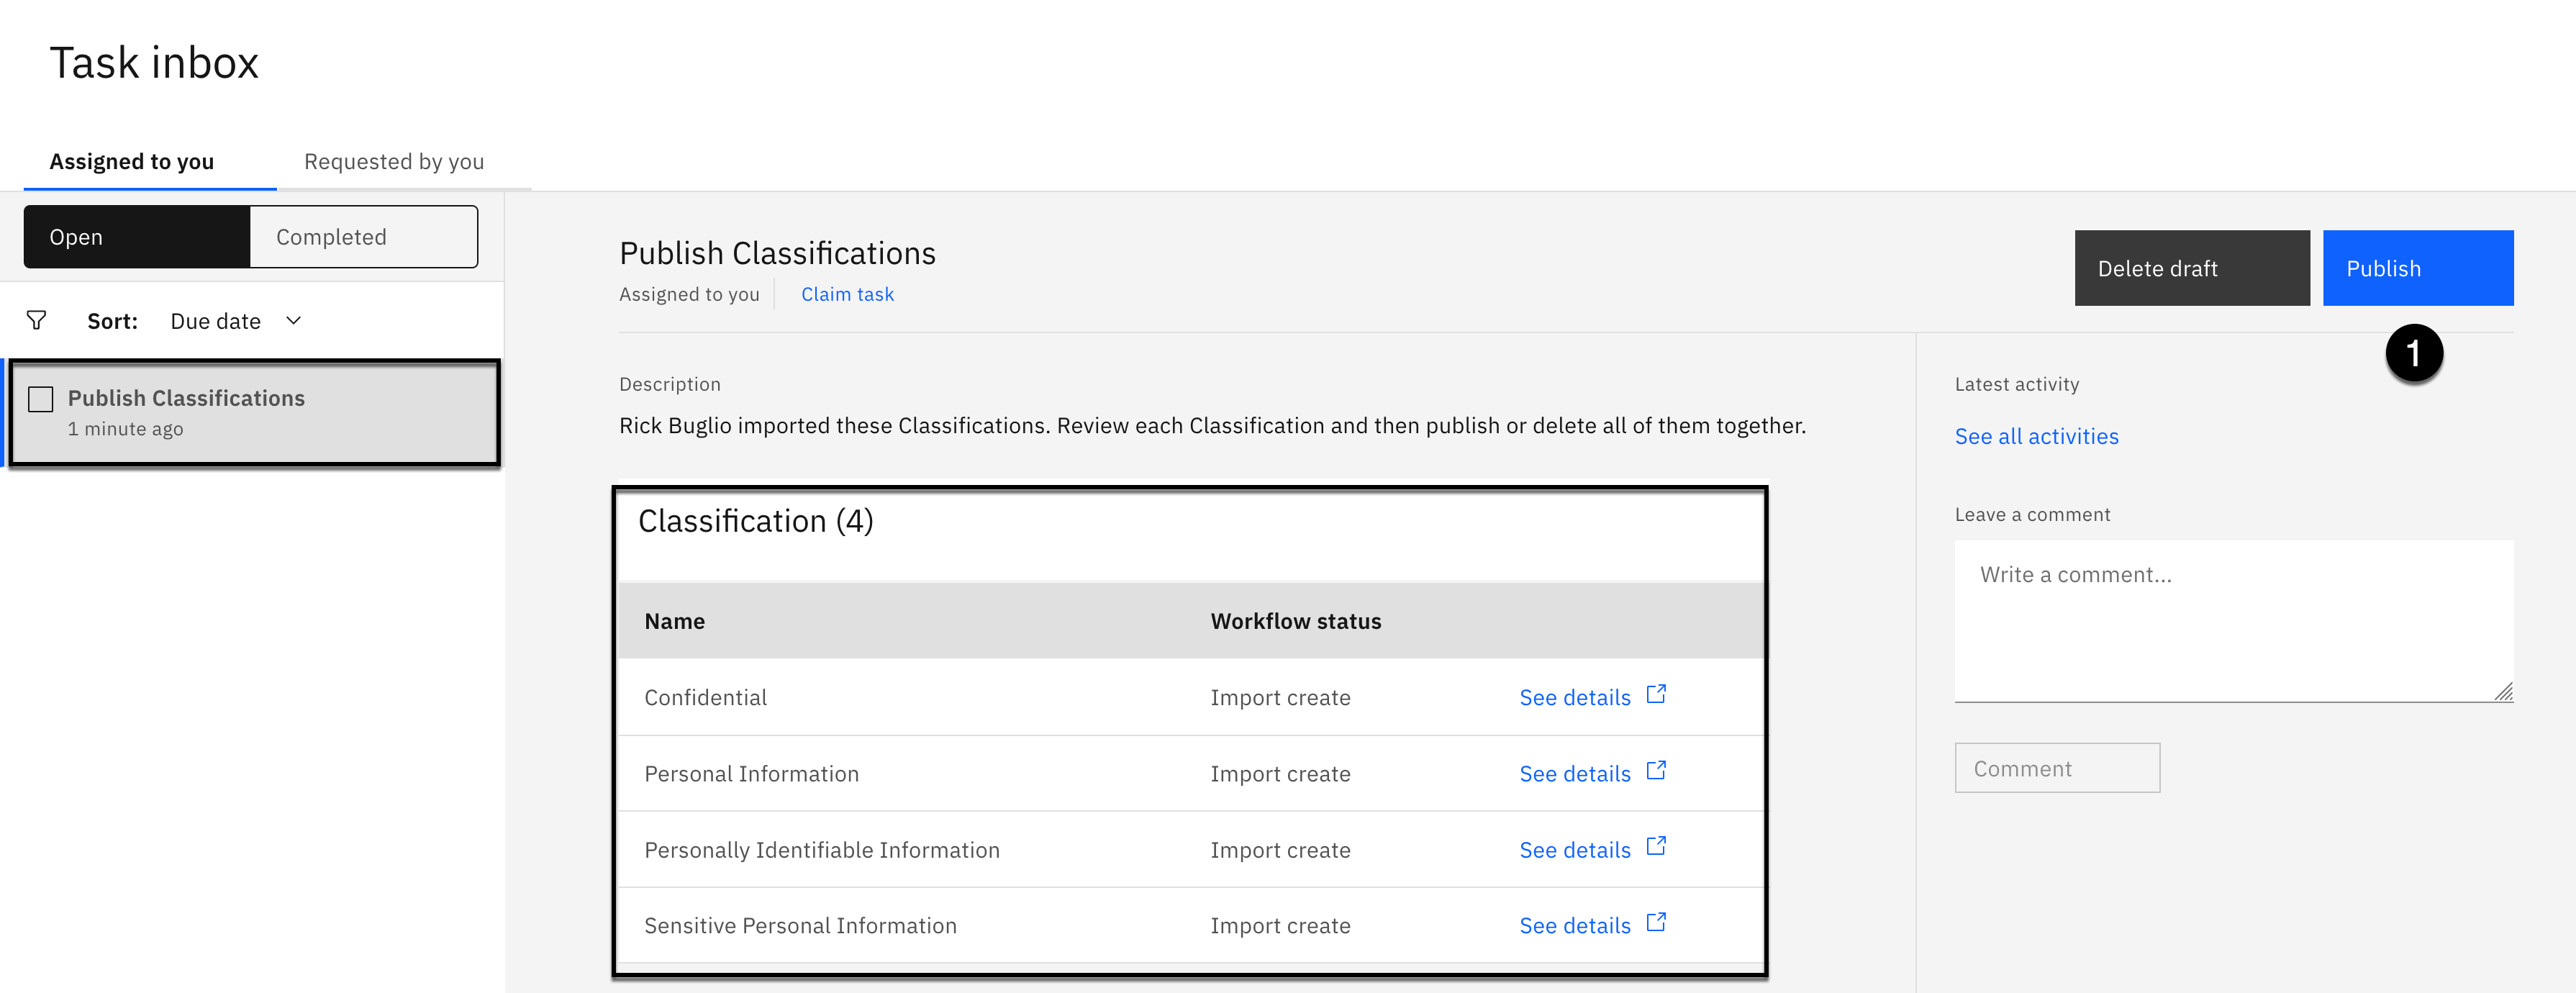 Task inbox
Assigned to you
Requested by you
Open
Completed
Sort: Due date
Publish Classifications
1 minute ago
Publish Classifications
Assigned to you
Claim task
Delete draft
Publish
1
Description
Rick Buglio imported these Classifications. Review each Classification and then publish or delete all of them together.
Classification (4)
Name Workflow status
Confidential Import create See details
Personal Information Import create See details
Personally Identifiable Information Import create See details
Sensitive Personal Information Import create See details
Latest activity
See all activities
Leave a comment
Write a comment...
Comment